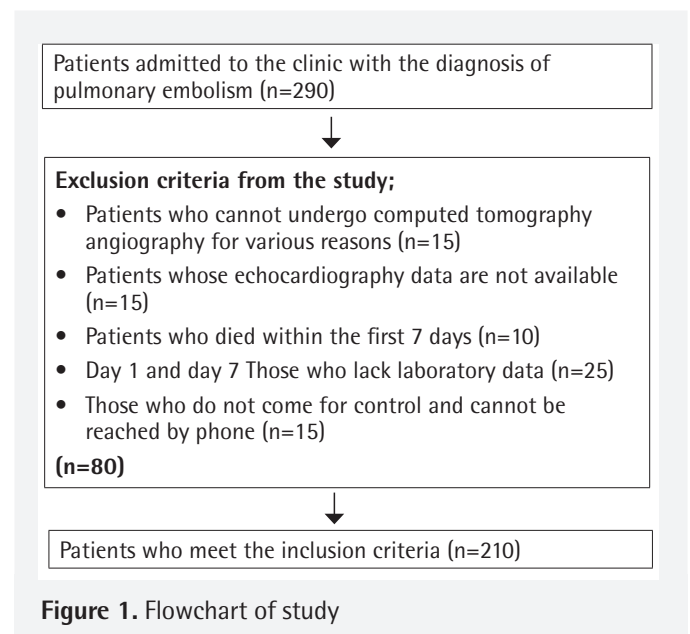 Patients admitted to the clinic with the diagnosis of
pulmonary embolism (n=290)
Exclusion criteria from the study;
• Patients who cannot undergo computed tomography
angiography for various reasons (n=15)
• Patients whose echocardiography data are not available
(n=15)
• Patients who died within the first 7 days (n=10)
• Day 1 and day 7 Those who lack laboratory data (n=25)
• Those who do not come for control and cannot be
reached by phone (n=15)
(n=80)
Patients who meet the inclusion criteria (n=210)
Figure 1. Flowchart of study